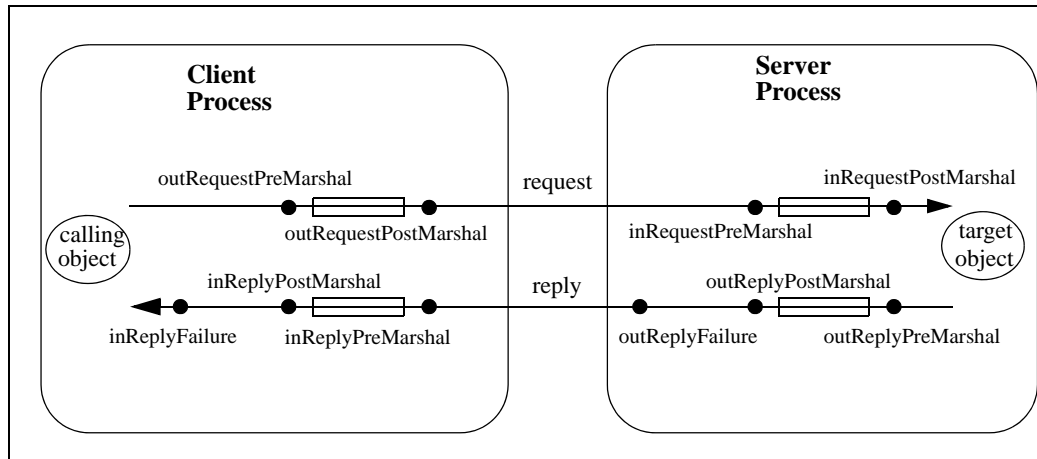 Client
Process
Server
Process
outRequestPreMarshal
request
inRequestPostMarshal
calling
object
outRequestPostMarshal
inRequestPreMarshal
target
object
inReplyPostMarshal
reply
outReplyPostMarshal
inReplyFailure
inReplyPreMarshal
outReplyFailure
outReplyPreMarshal